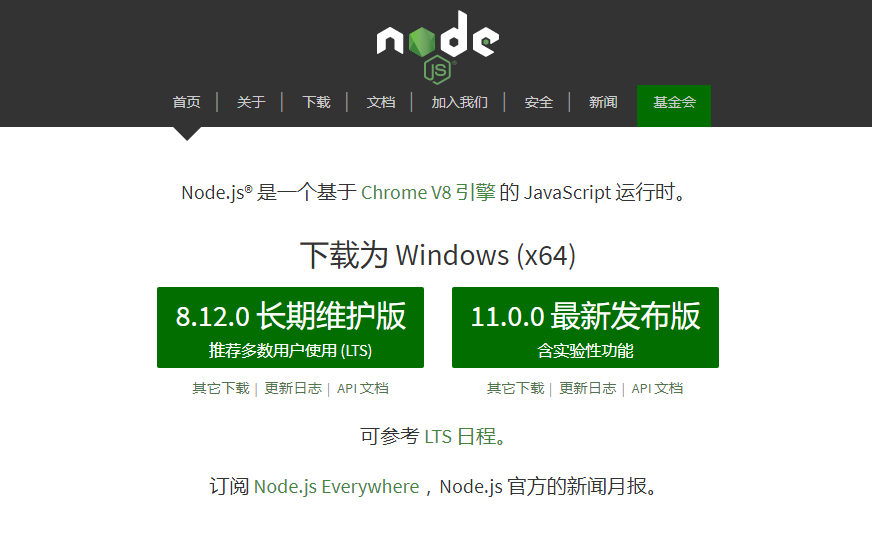 node
JS
首页 | 关于 | 下载 | 文档 | 加入我们 | 安全 | 新闻 基金会
Node.js® 是一个基于 Chrome V8 引擎 的 JavaScript 运行时。
下载为 Windows (x64)
8.12.0 长期维护版
推荐多数用户使用 (LTS)
其它下载 | 更新日志 | API 文档
11.0.0 最新发布版
含实验性功能
其它下载 | 更新日志 | API 文档
可参考 LTS 日程。
订阅 Node.js Everywhere，Node.js 官方的新闻月报。